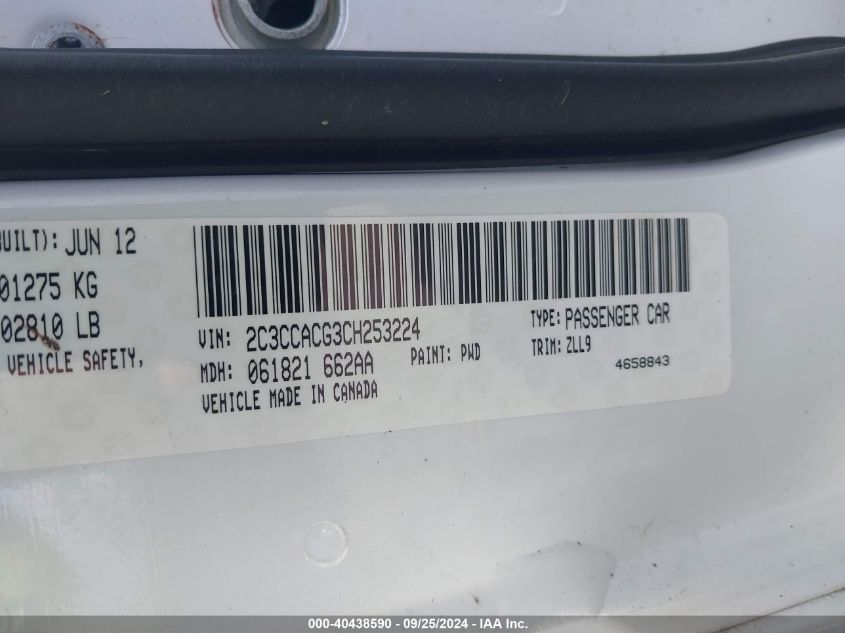 BUILT): JUN 12
01275 KG
02810 LB
VEHICLE SAFETY,
VIN: 2C3CCACG3CH253224
TYPE: PASSENGER CAR
MDH: 061821 662AA
PAINT: PWD
TRIM: ZLL9
VEHICLE MADE IN CANADA
4658843
000-40438590 - 09/25/2024 - IAA Inc.